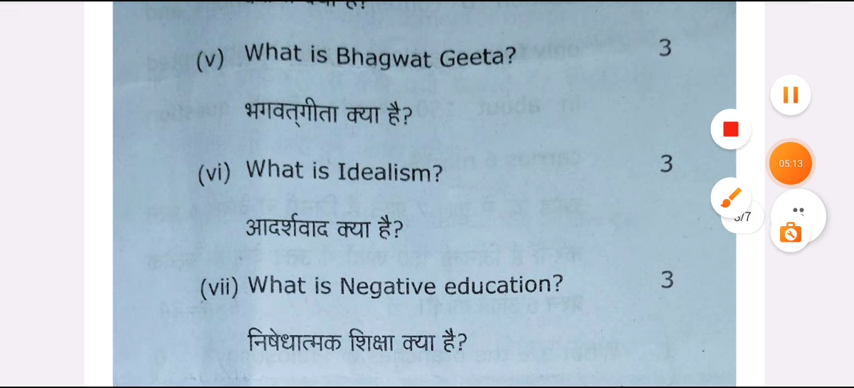 (v) What is Bhagwat Geeta? 3
भगवत्गीता क्या है?
(vi) What is Idealism? 3
आदर्शवाद क्या है?
(vii) What is Negative education? 3
निषेधात्मक शिक्षा क्या है?
05:13
/7